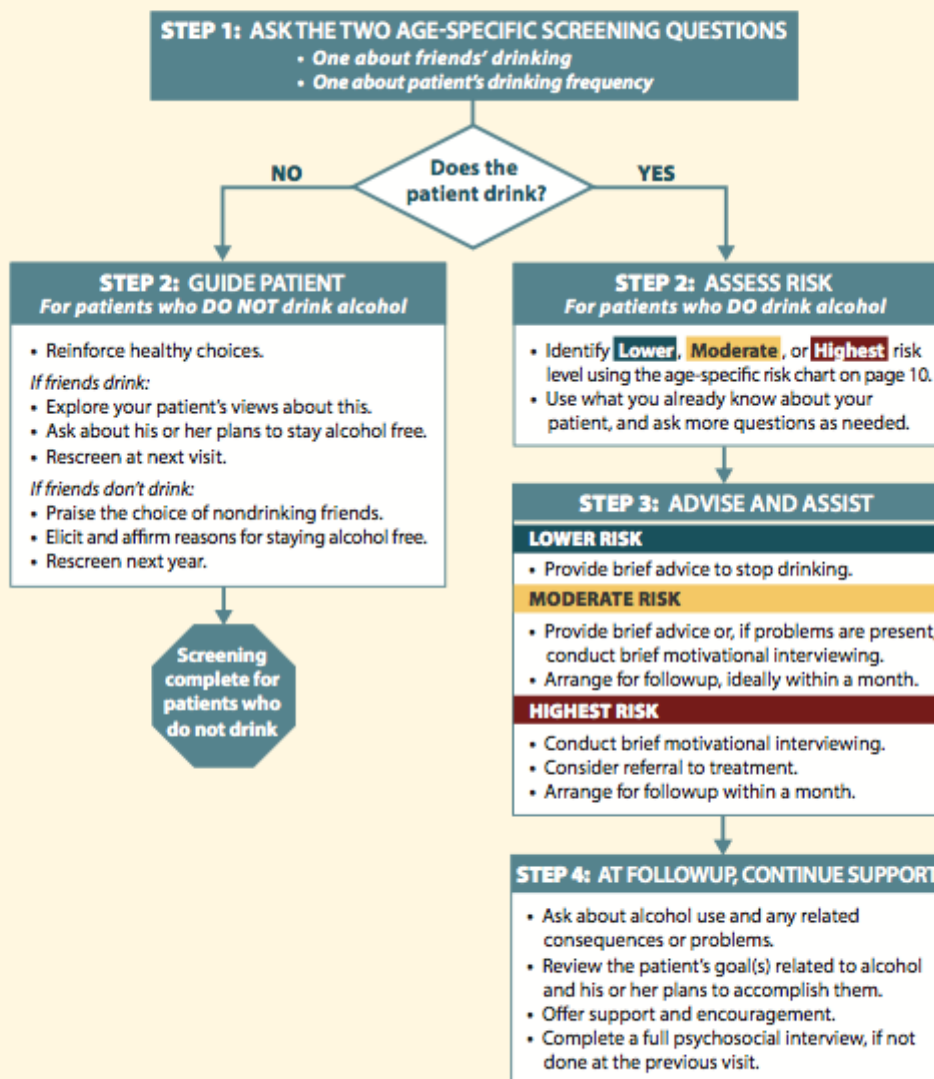 STEP 1: ASK THE TWO AGE-SPECIFIC SCREENING QUESTIONS
• One about friends' drinking
• One about patient's drinking frequency
Does the
patient drink?
NO
YES
STEP 2: GUIDE PATIENT
For patients who DO NOT drink alcohol
• Reinforce healthy choices.
If friends drink:
• Explore your patient's views about this.
• Ask about his or her plans to stay alcohol free.
• Rescreen at next visit.
If friends don't drink:
• Praise the choice of nondrinking friends.
• Elicit and affirm reasons for staying alcohol free.
• Rescreen next year.
Screening
complete for
patients who
do not drink
STEP 2: ASSESS RISK
For patients who DO drink alcohol
• Identify Lower, Moderate, or Highest risk
level using the age-specific risk chart on page 10.
• Use what you already know about your
patient, and ask more questions as needed.
STEP 3: ADVISE AND ASSIST
LOWER RISK
• Provide brief advice to stop drinking.
MODERATE RISK
• Provide brief advice or, if problems are present,
conduct brief motivational interviewing.
• Arrange for followup, ideally within a month.
HIGHEST RISK
• Conduct brief motivational interviewing.
• Consider referral to treatment.
• Arrange for followup within a month.
STEP 4: AT FOLLOWUP, CONTINUE SUPPORT
• Ask about alcohol use and any related
consequences or problems.
• Review the patient's goal(s) related to alcohol
and his or her plans to accomplish them.
• Offer support and encouragement.
• Complete a full psychosocial interview, if not
done at the previous visit.